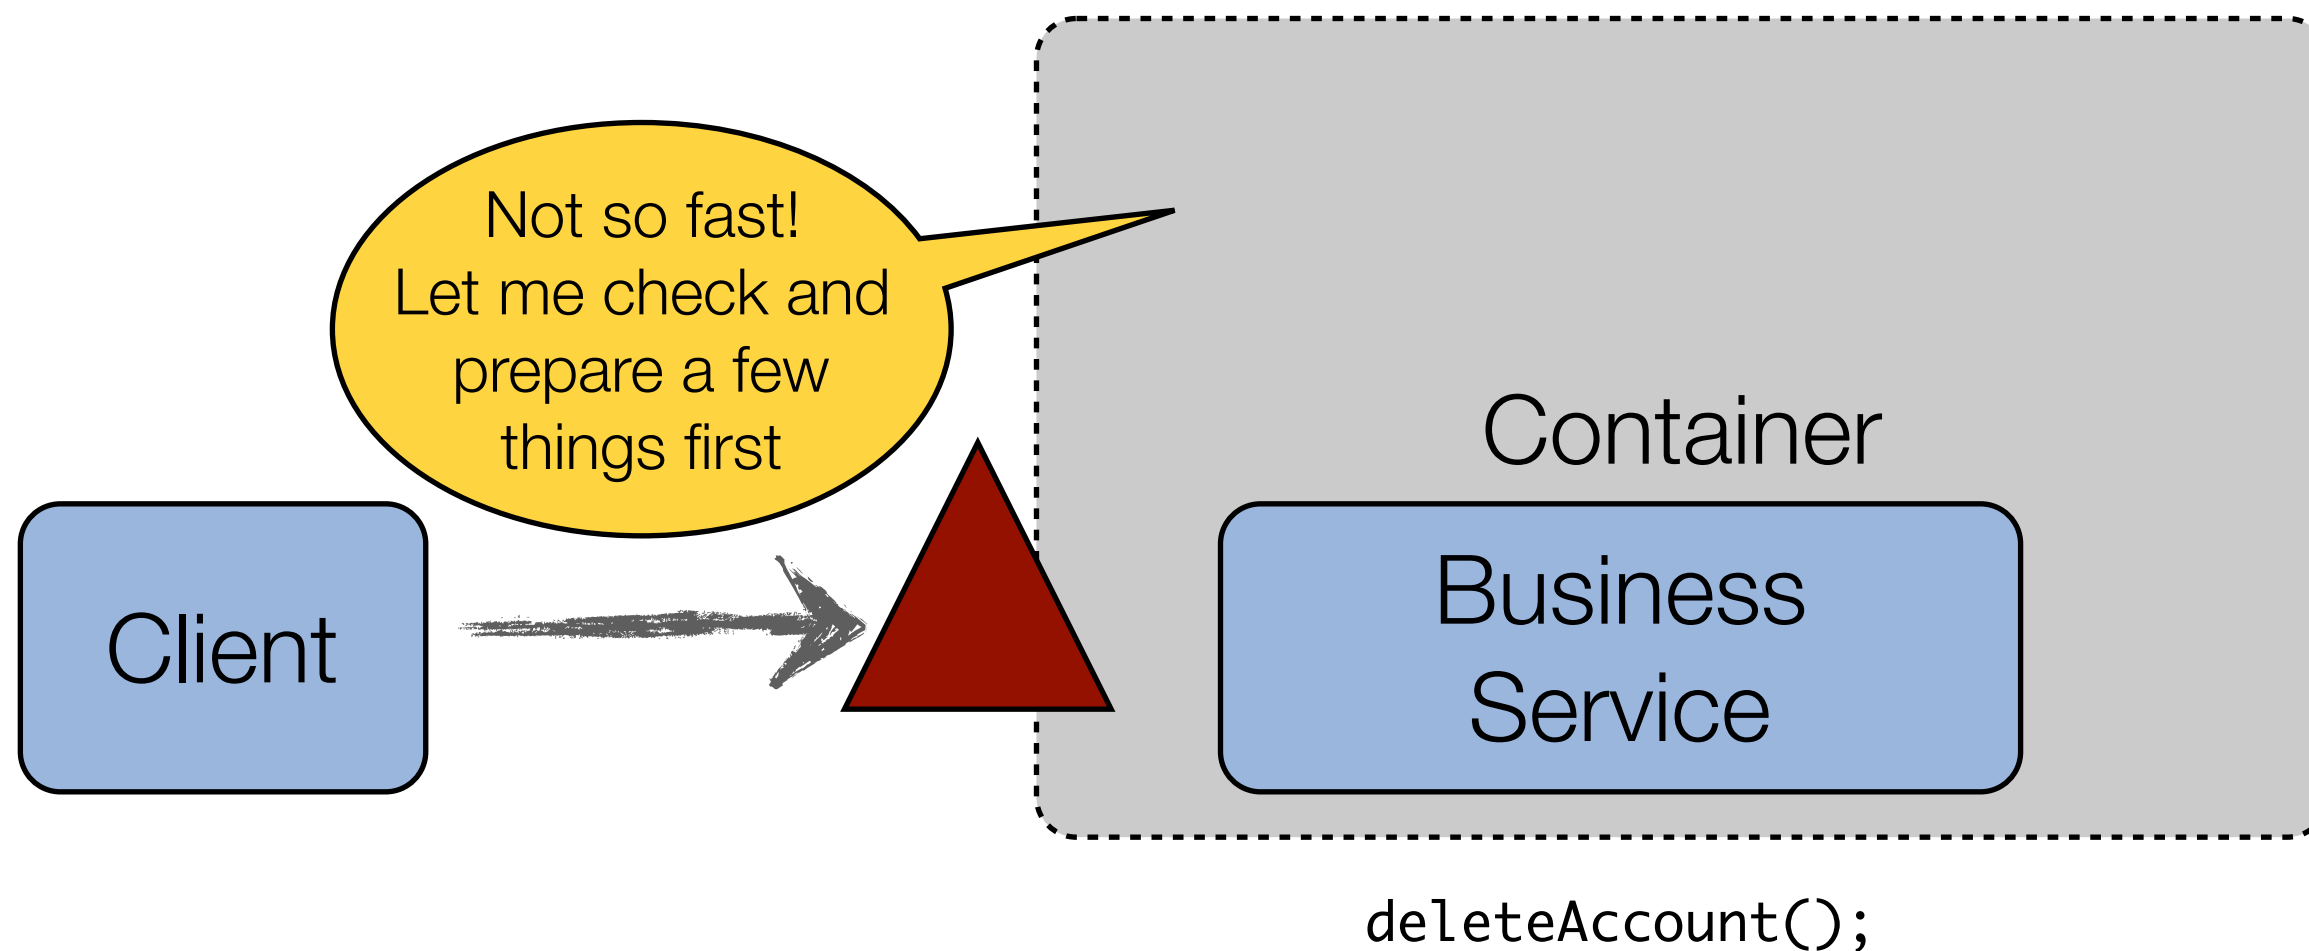 Not so fast!
Let me check and
prepare a few
things first
Container
Client
Business
Service
deleteAccount();